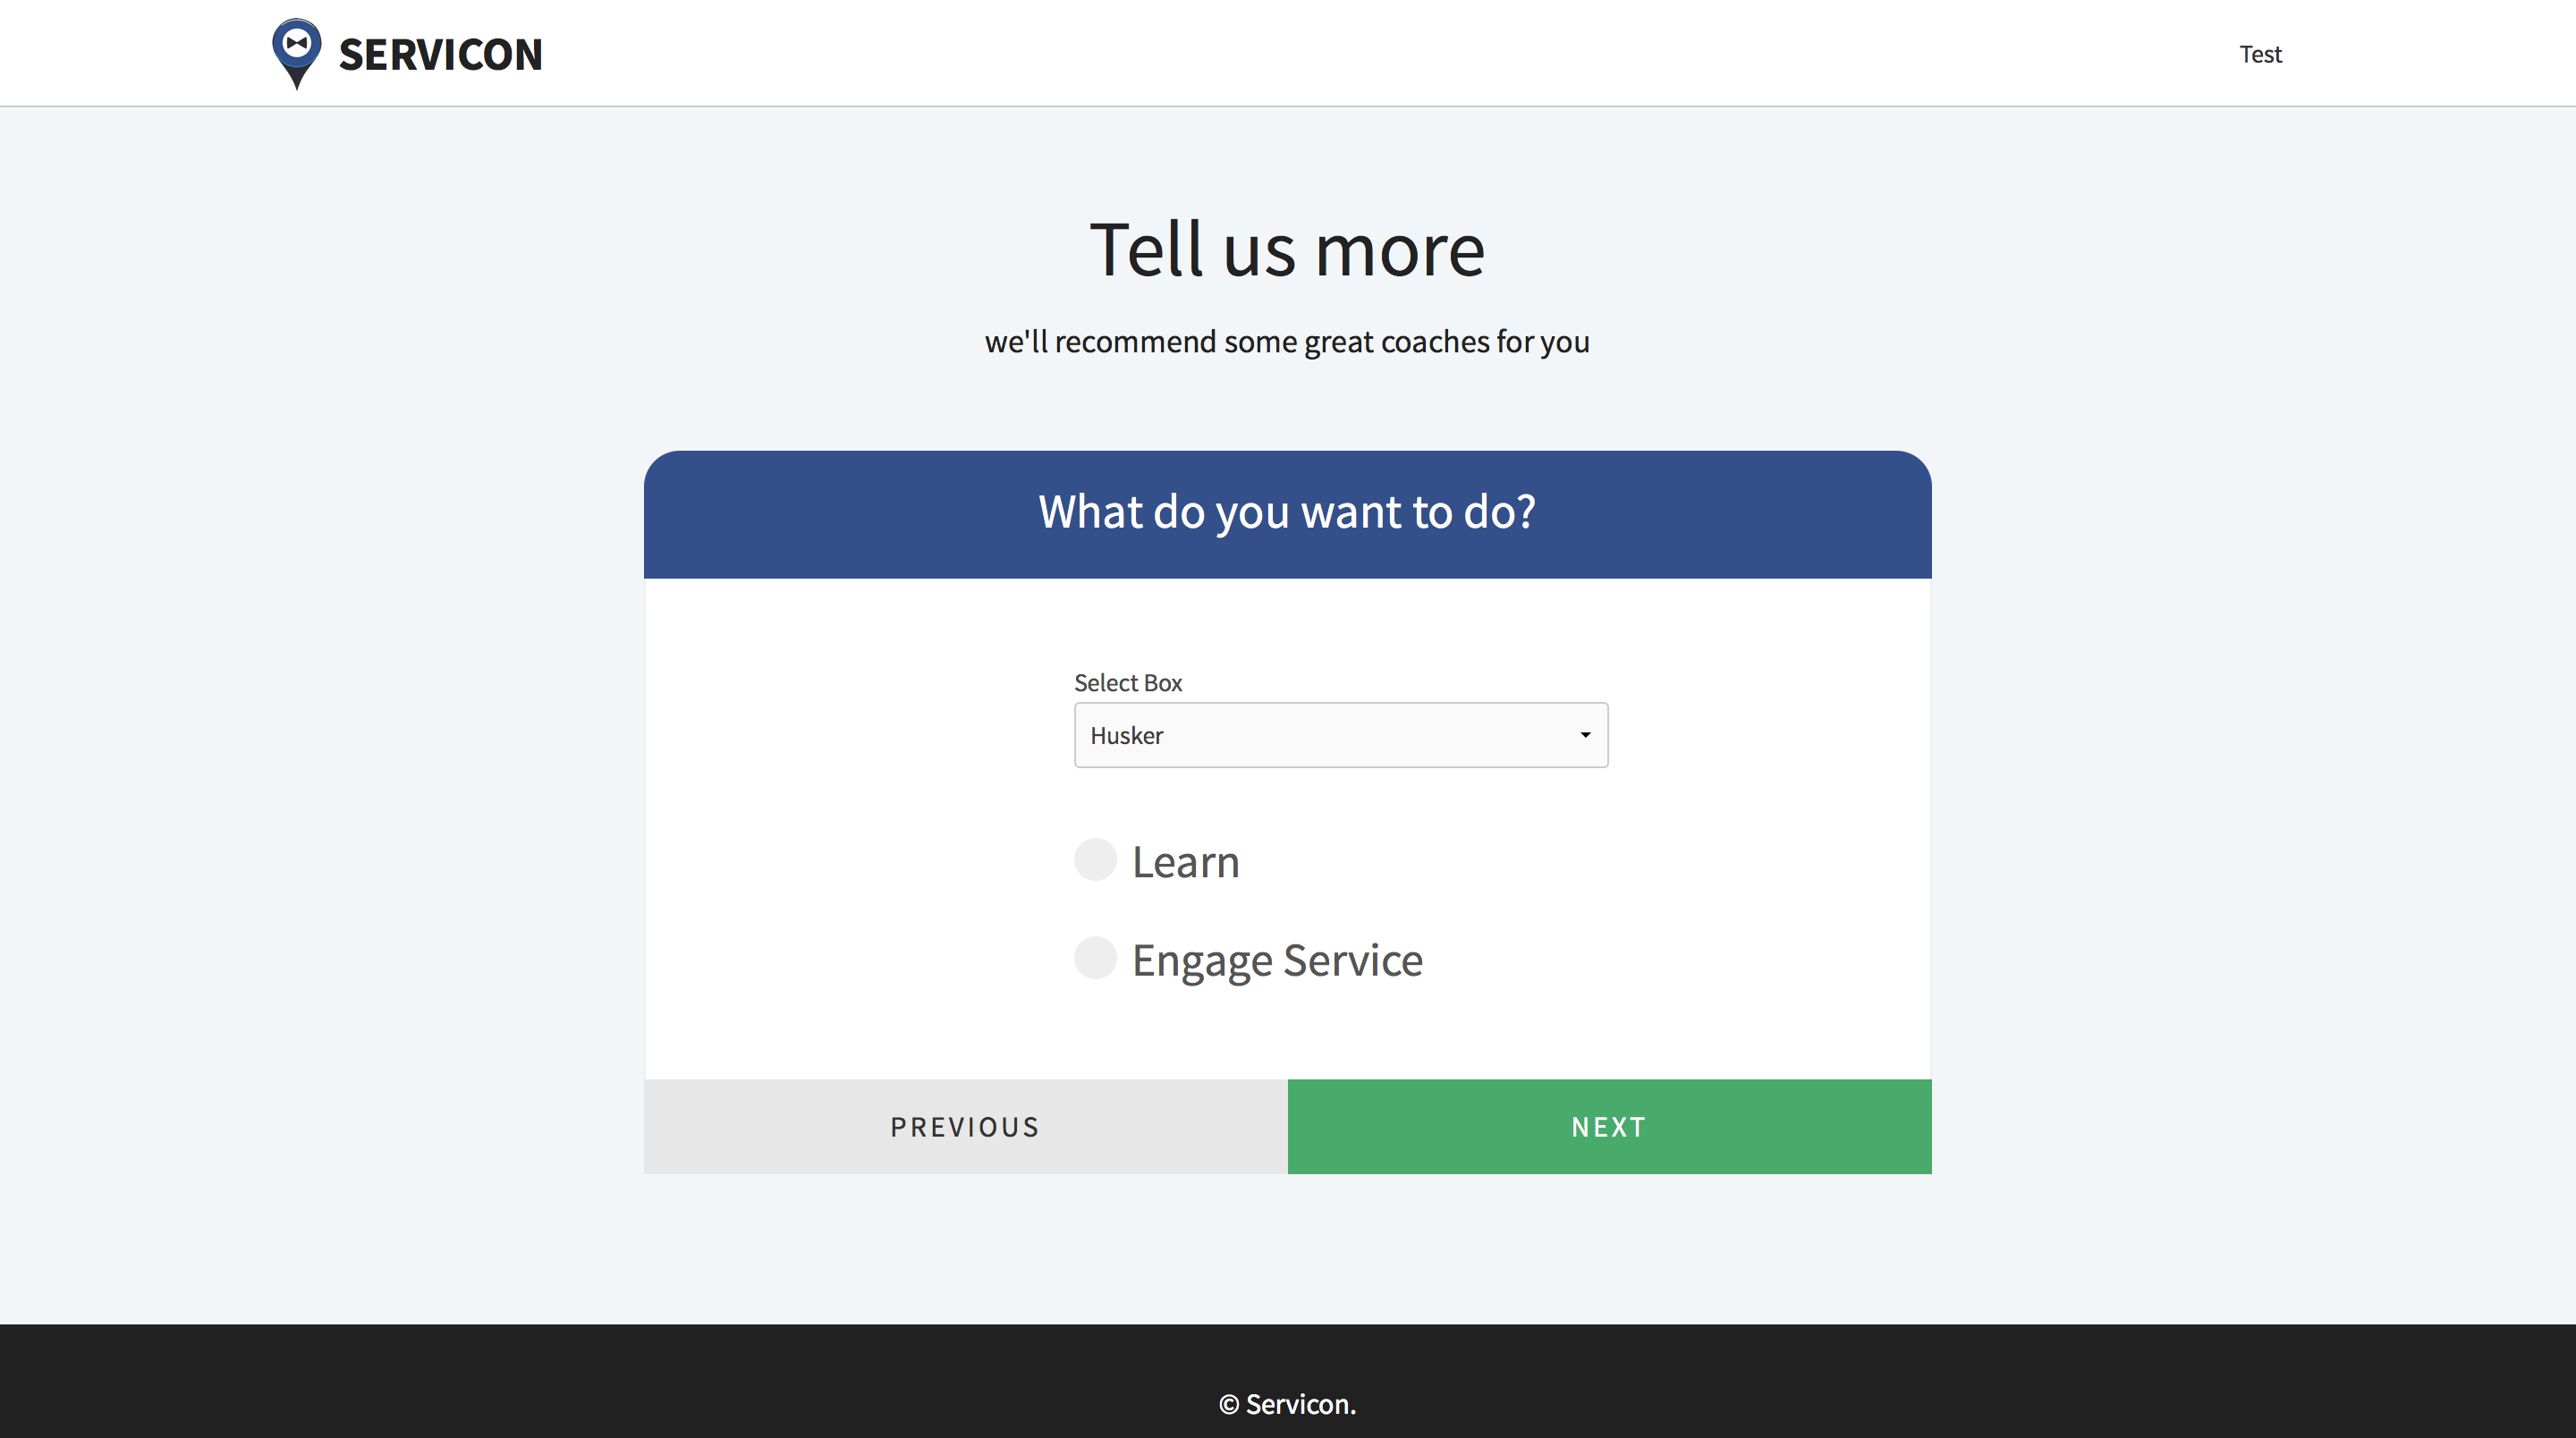 SERVICON
Test
Tell us more
we'll recommend some great coaches for you
What do you want to do?
Select Box
Husker
Learn
Engage Service
PREVIOUS
NEXT
© Servicon.